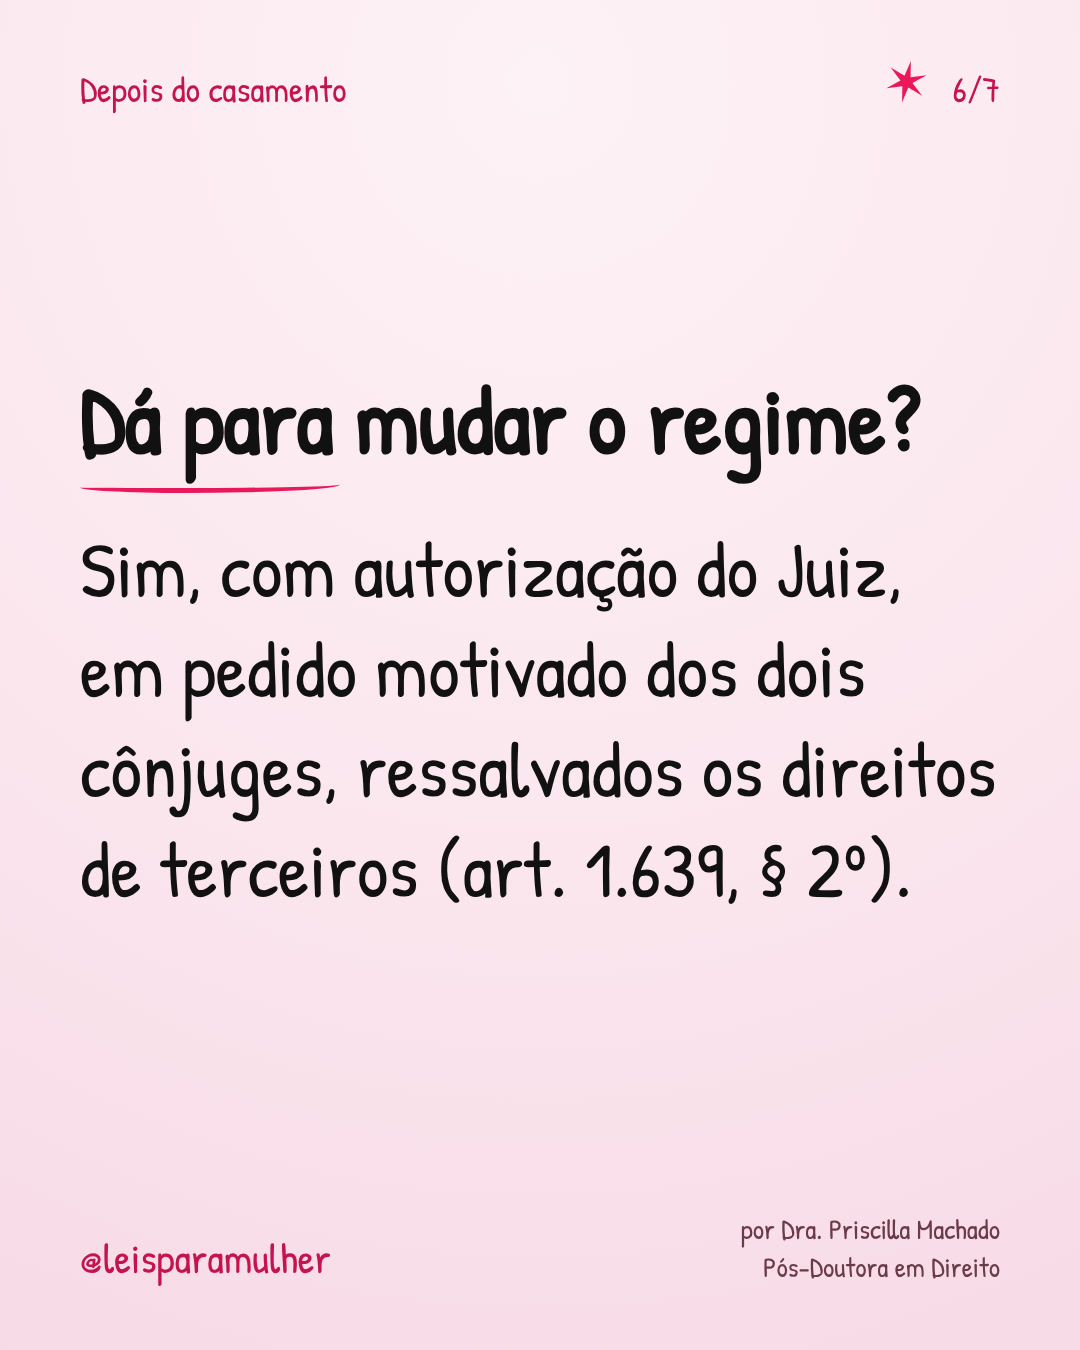 Depois do casamento
6/7
Dá para mudar o regime?
Sim, com autorização do Juiz,
em pedido motivado dos dois
cônjuges, ressalvados os direitos
de terceiros (art. 1.639, § 2º).
@leisparamulher
por Dra. Priscilla Machado
Pós-Doutora em Direito